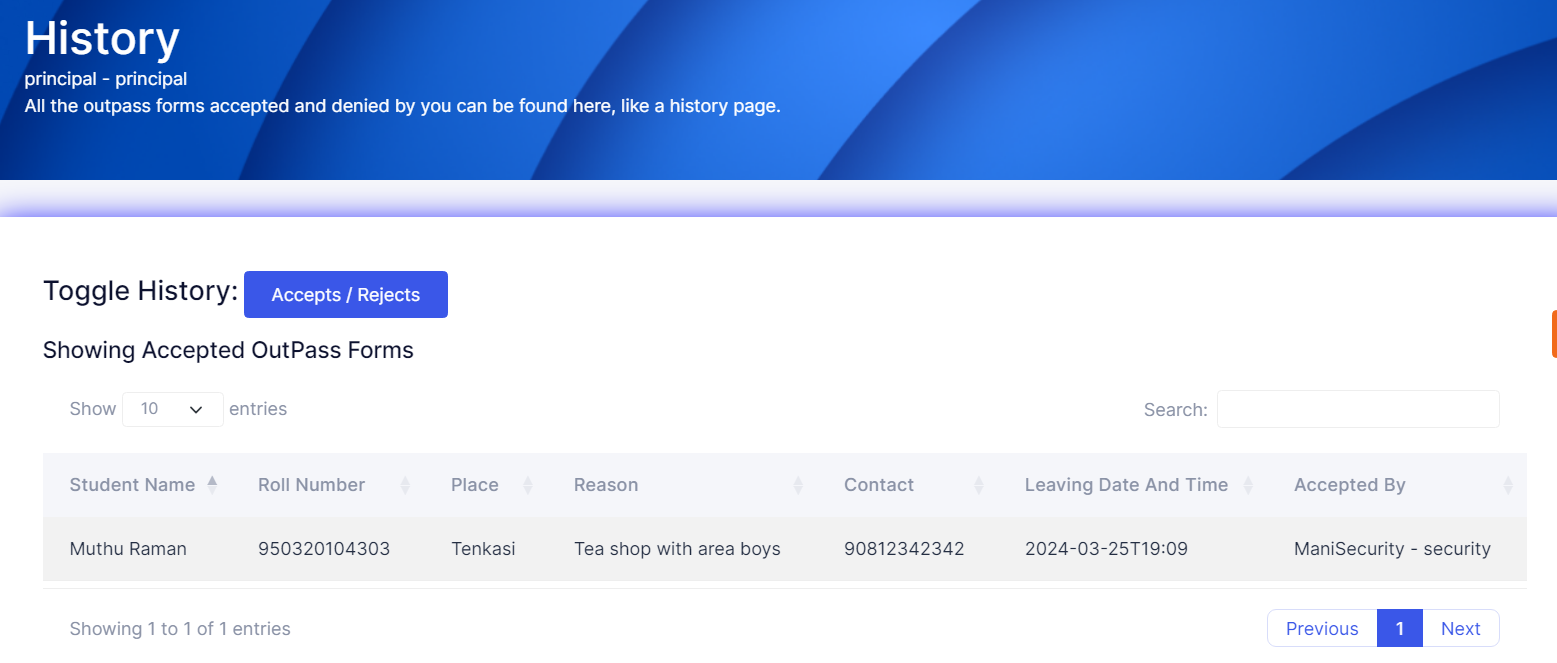 History
principal - principal
All the outpass forms accepted and denied by you can be found here, like a history page.
Toggle History: Accepts / Rejects
Showing Accepted OutPass Forms
Show 10 entries Search:
Student Name Roll Number Place Reason Contact Leaving Date And Time Accepted By
Muthu Raman 950320104303 Tenkasi Tea shop with area boys 90812342342 2024-03-25T19:09 ManiSecurity - security
Showing 1 to 1 of 1 entries Previous 1 Next